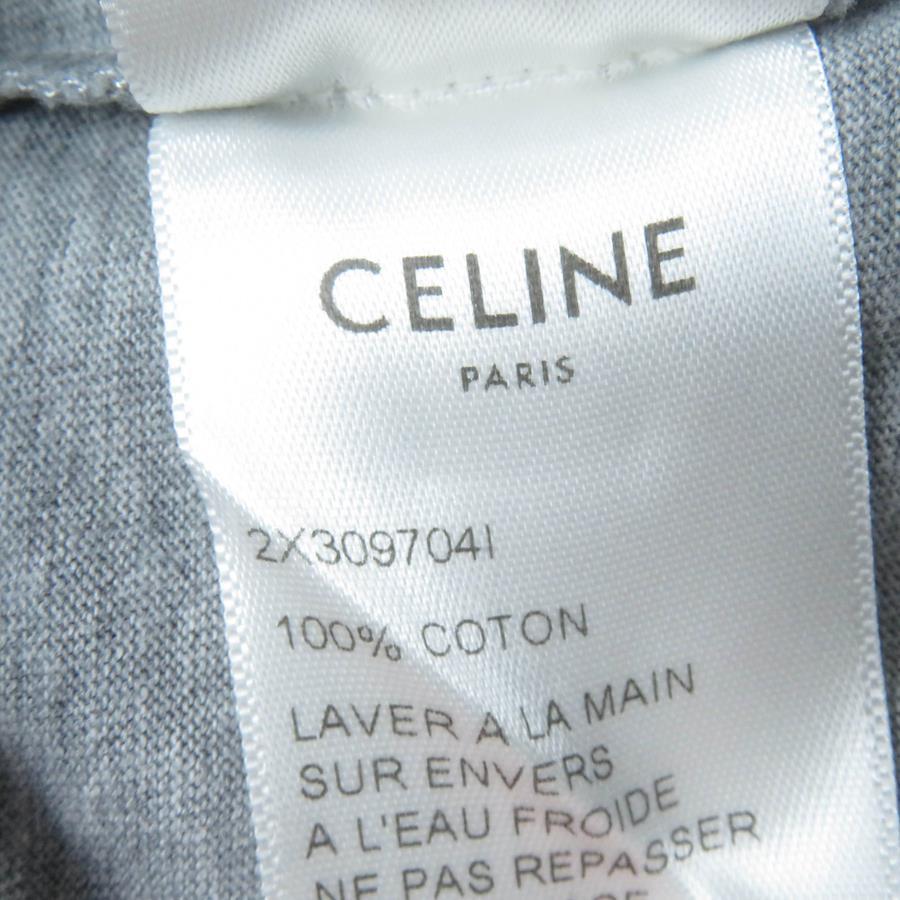 CELINE
PARIS
2X309704I
100% COTON
LAVER A LA MAIN
SUR ENVERS
A L'EAU FROIDE
NE PAS REPASSER